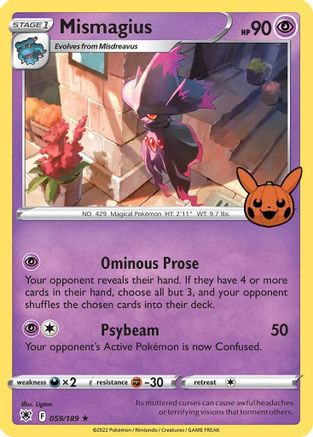 STAGE 1
Mismagius
HP 90
Evolves from Misdreavus
NO. 429 Magical Pokémon HT: 2'11" WT: 9.7 lbs.
Ominous Prose
Your opponent reveals their hand. If they have 4 or more
cards in their hand, choose all but 3, and your opponent
shuffles the chosen cards into their deck.
Psybeam 50
Your opponent's Active Pokémon is now Confused.
weakness ×2 resistance -30 retreat
Illus. Ligton
F 059/189 ★
Its muttered curses can cause awful headaches
or terrifying visions that torment others.
©2022 Pokémon / Nintendo / Creatures / GAME FREAK